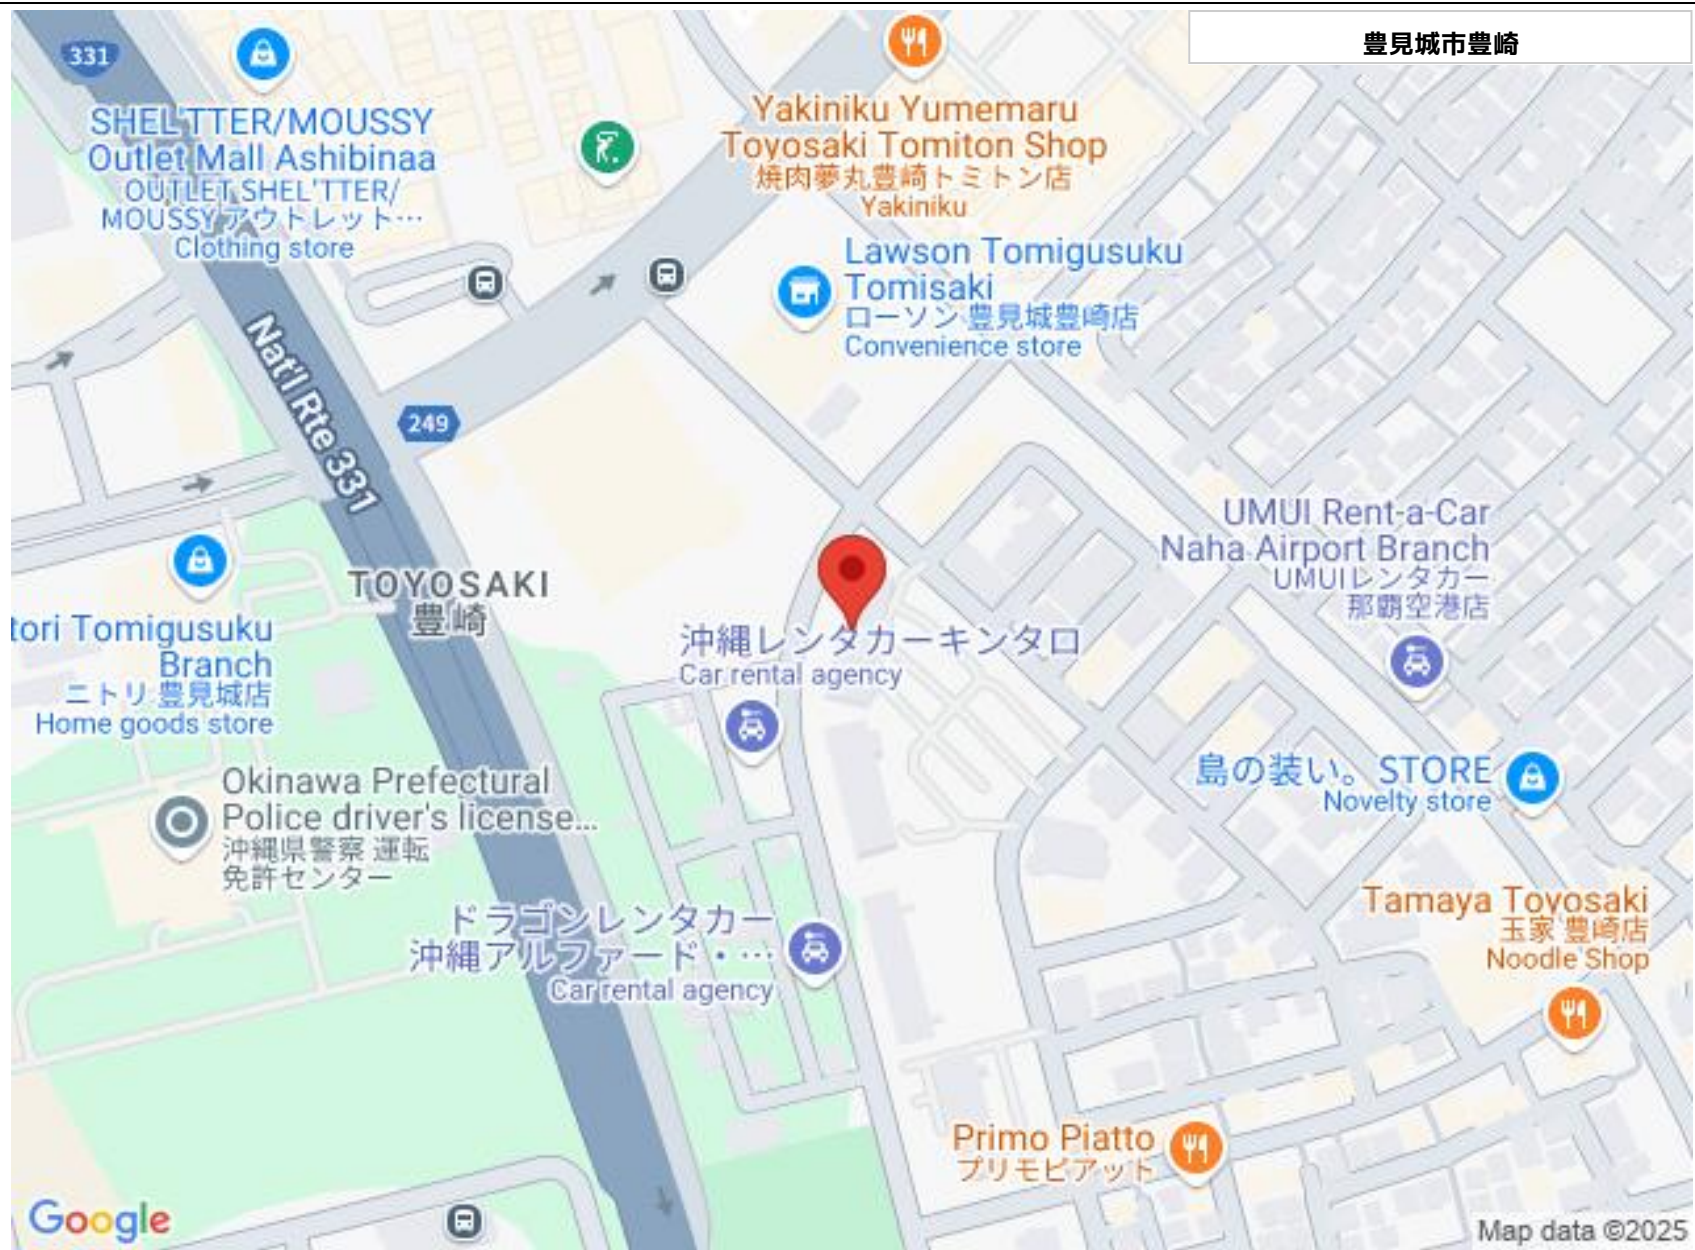 豊見城市豊崎
331
SHEL'TTER/MOUSSY
Outlet Mall Ashibinaa
OUTLET SHEL'TTER/
MOUSSY アウトレット…
Clothing store
Yakiniku Yumemaru
Toyosaki Tomiton Shop
焼肉夢丸豊崎トミトン店
Yakiniku
Lawson Tomigusuku
Tomisaki
ローソン 豊見城豊崎店
Convenience store
Nat'l Rte 331
249
UMUI Rent-a-Car
Naha Airport Branch
UMUIレンタカー
那覇空港店
TOYOSAKI
豊崎
tori Tomigusuku
Branch
ニトリ 豊見城店
Home goods store
沖縄レンタカーキンタロ
Car rental agency
島の装い。 STORE
Novelty store
Okinawa Prefectural
Police driver's license...
沖縄県警察 運転
免許センター
ドラゴンレンタカー
沖縄アルファード・…
Car rental agency
Tamaya Toyosaki
玉家 豊崎店
Noodle Shop
Primo Piatto
プリモピアット
Google
Map data ©2025